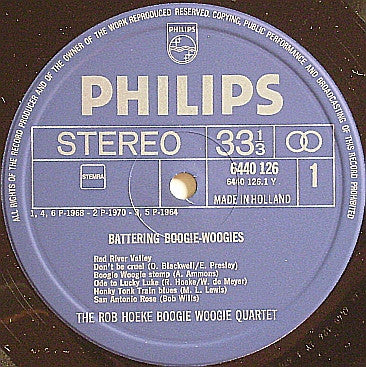 ALL RIGHTS OF THE RECORD PRODUCER AND OF THE OWNER OF THE WORK REPRODUCED RESERVED. COPYING, PUBLIC PERFORMANCE AND BROADCASTING OF THIS RECORD PROHIBITED
PHILIPS
PHILIPS
STEREO
33 1/3
STEMRA
6440 126
6440 126.1 Y
1
MADE IN HOLLAND
1, 4, 6 P-1968 - 2 P-1970 - 3, 5 P-1964
BATTERING BOOGIE-WOOGIES
Red River Valley
Don't be cruel (O. Blackwell/E. Presley)
Boogie Woogie stomp (A. Ammons)
Ode to Lucky Luke (R. Hoeke/W. de Meyer)
Honky Tonk Train blues (M. L. Lewis)
San Antonio Rose (Bob Wills)
THE ROB HOEKE BOOGIE WOOGIE QUARTET